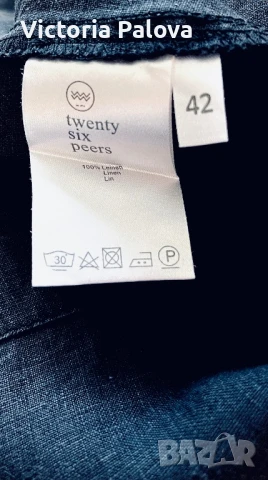 Victoria Palova
42
twenty
six
peers
100% Leinen
Linen
Lin
30
P
BAZAR